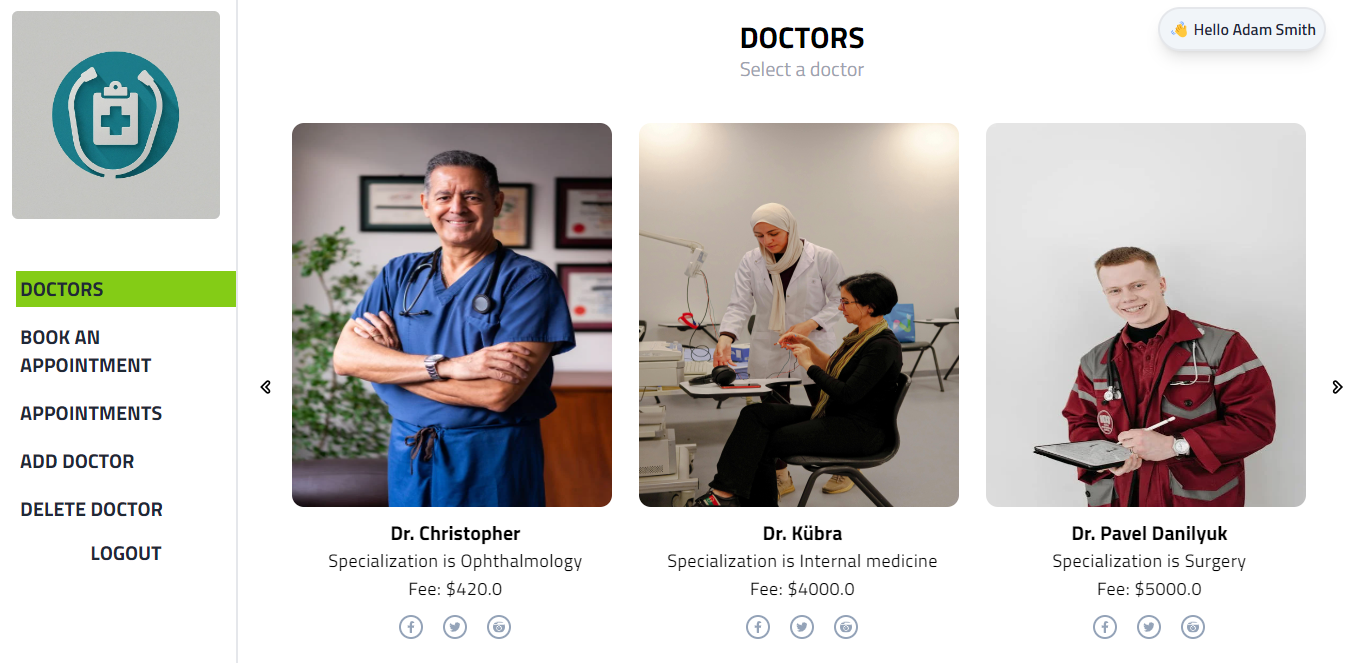 DOCTORS
BOOK AN
APPOINTMENT
APPOINTMENTS
ADD DOCTOR
DELETE DOCTOR
LOGOUT
DOCTORS
Select a doctor
👋 Hello Adam Smith
Dr. Christopher
Specialization is Ophthalmology
Fee: $420.0
Dr. Kübra
Specialization is Internal medicine
Fee: $4000.0
Dr. Pavel Danilyuk
Specialization is Surgery
Fee: $5000.0